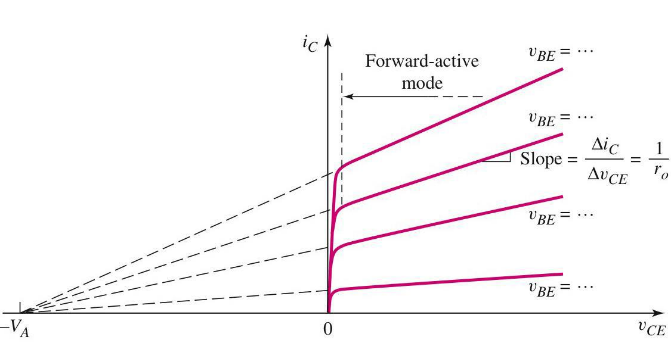 i_C
Forward-active
mode
v_BE = ···
v_BE = ···
Slope = Δi_C / Δv_CE = 1 / r_o
v_BE = ···
v_BE = ···
–V_A
0
v_CE